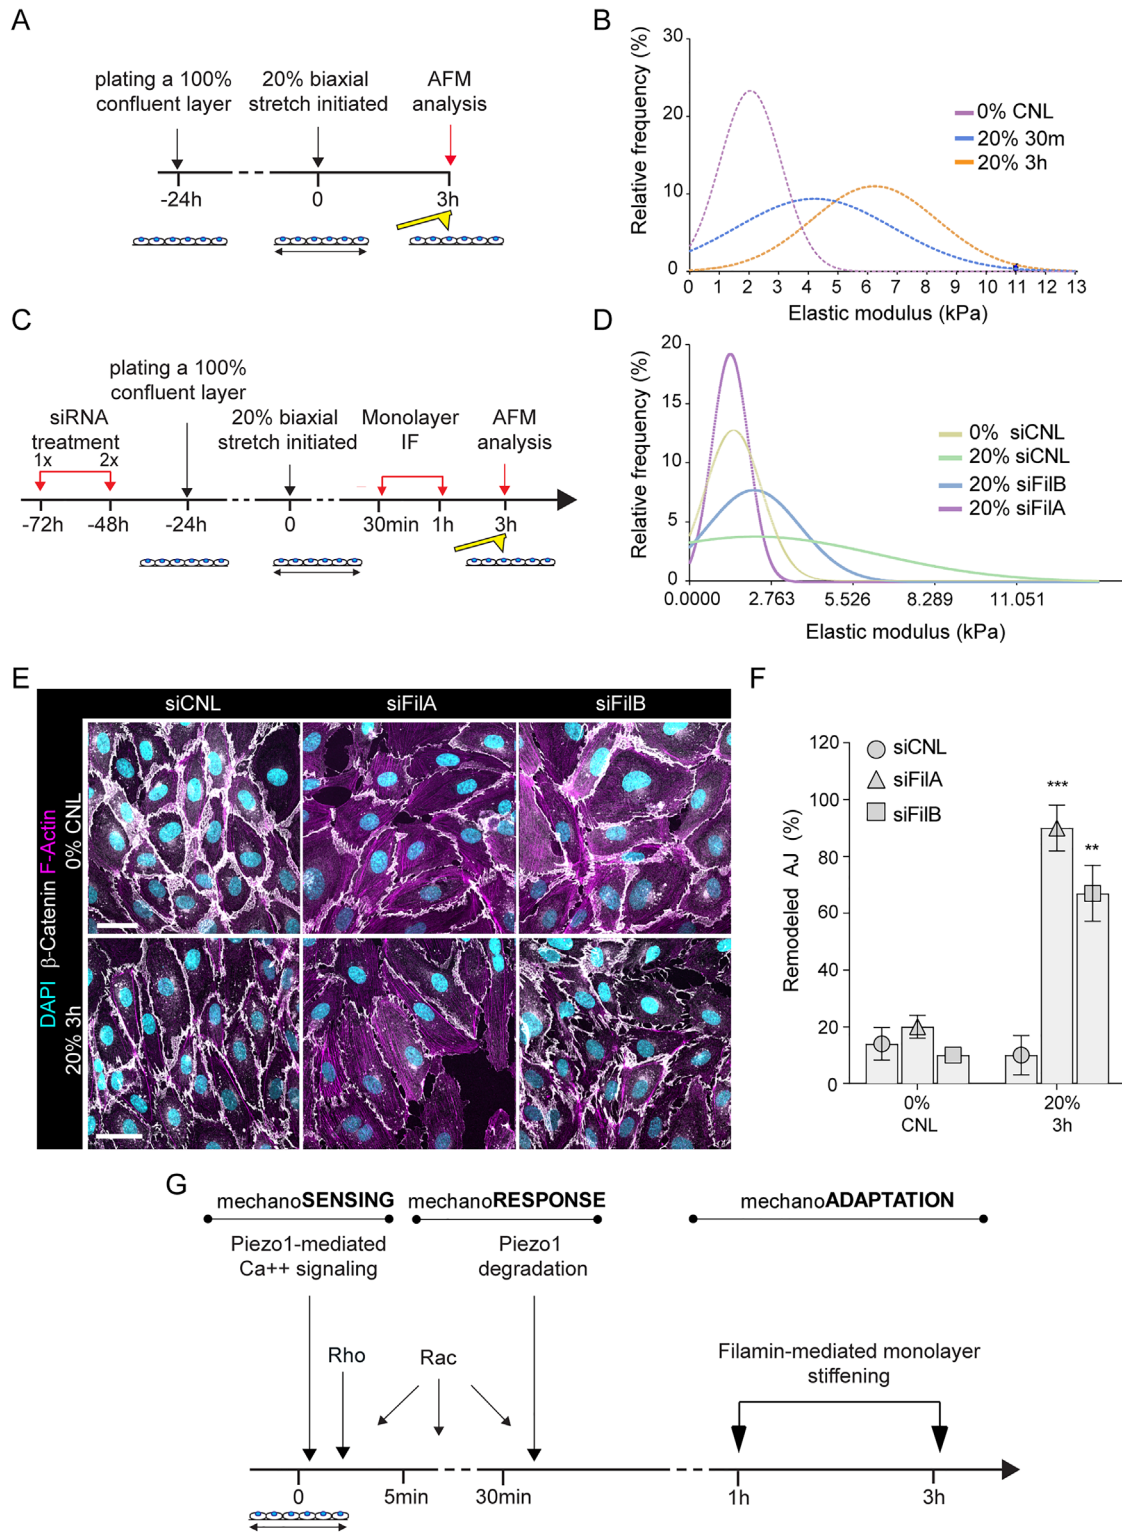 A
plating a 100%
confluent layer
20% biaxial
stretch initiated
AFM
analysis
-24h
0
3h
B
Relative frequency (%)
30
20
10
0
0% CNL
20% 30m
20% 3h
0 1 2 3 4 5 6 7 8 9 10 11 12 13
Elastic modulus (kPa)
C
plating a 100%
confluent layer
siRNA
treatment
1x 2x
20% biaxial
stretch initiated
Monolayer
IF
AFM
analysis
-72h -48h -24h 0 30min 1h 3h
D
Relative frequency (%)
20
15
10
5
0
0% siCNL
20% siCNL
20% siFilB
20% siFilA
0.0000 2.763 5.526 8.289 11.051
Elastic modulus (kPa)
E
siCNL siFilA siFilB
DAPI β-Catenin F-Actin
0% CNL
20% 3h
F
Remodeled AJ (%)
120
100
80
60
40
20
0
siCNL
siFilA
siFilB
***
**
0%
CNL
20%
3h
G
mechanoSENSING
mechanoRESPONSE
mechanoADAPTATION
Piezo1-mediated
Ca++ signaling
Piezo1
degradation
Rho
Rac
Filamin-mediated monolayer
stiffening
0 5min 30min 1h 3h